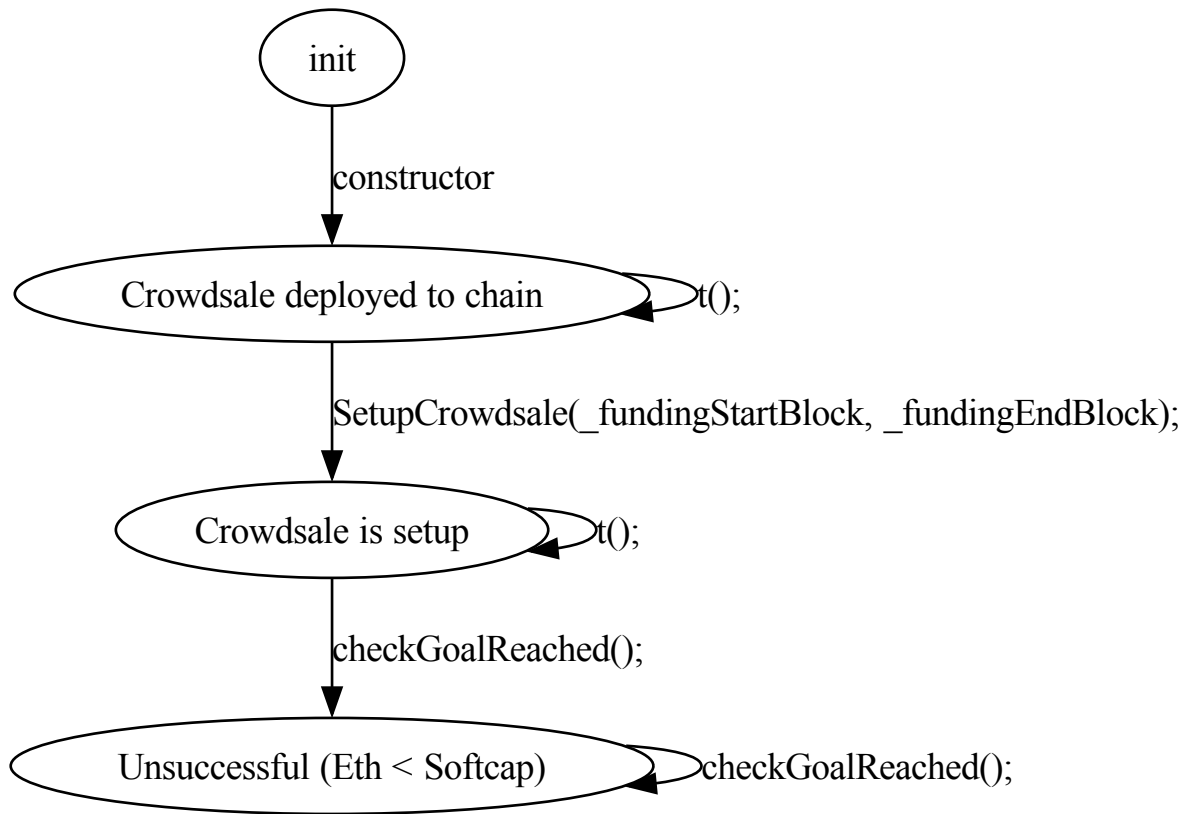 init
constructor
Crowdsale deployed to chain
t();
SetupCrowdsale(_fundingStartBlock, _fundingEndBlock);
Crowdsale is setup
t();
checkGoalReached();
Unsuccessful (Eth < Softcap)
checkGoalReached();